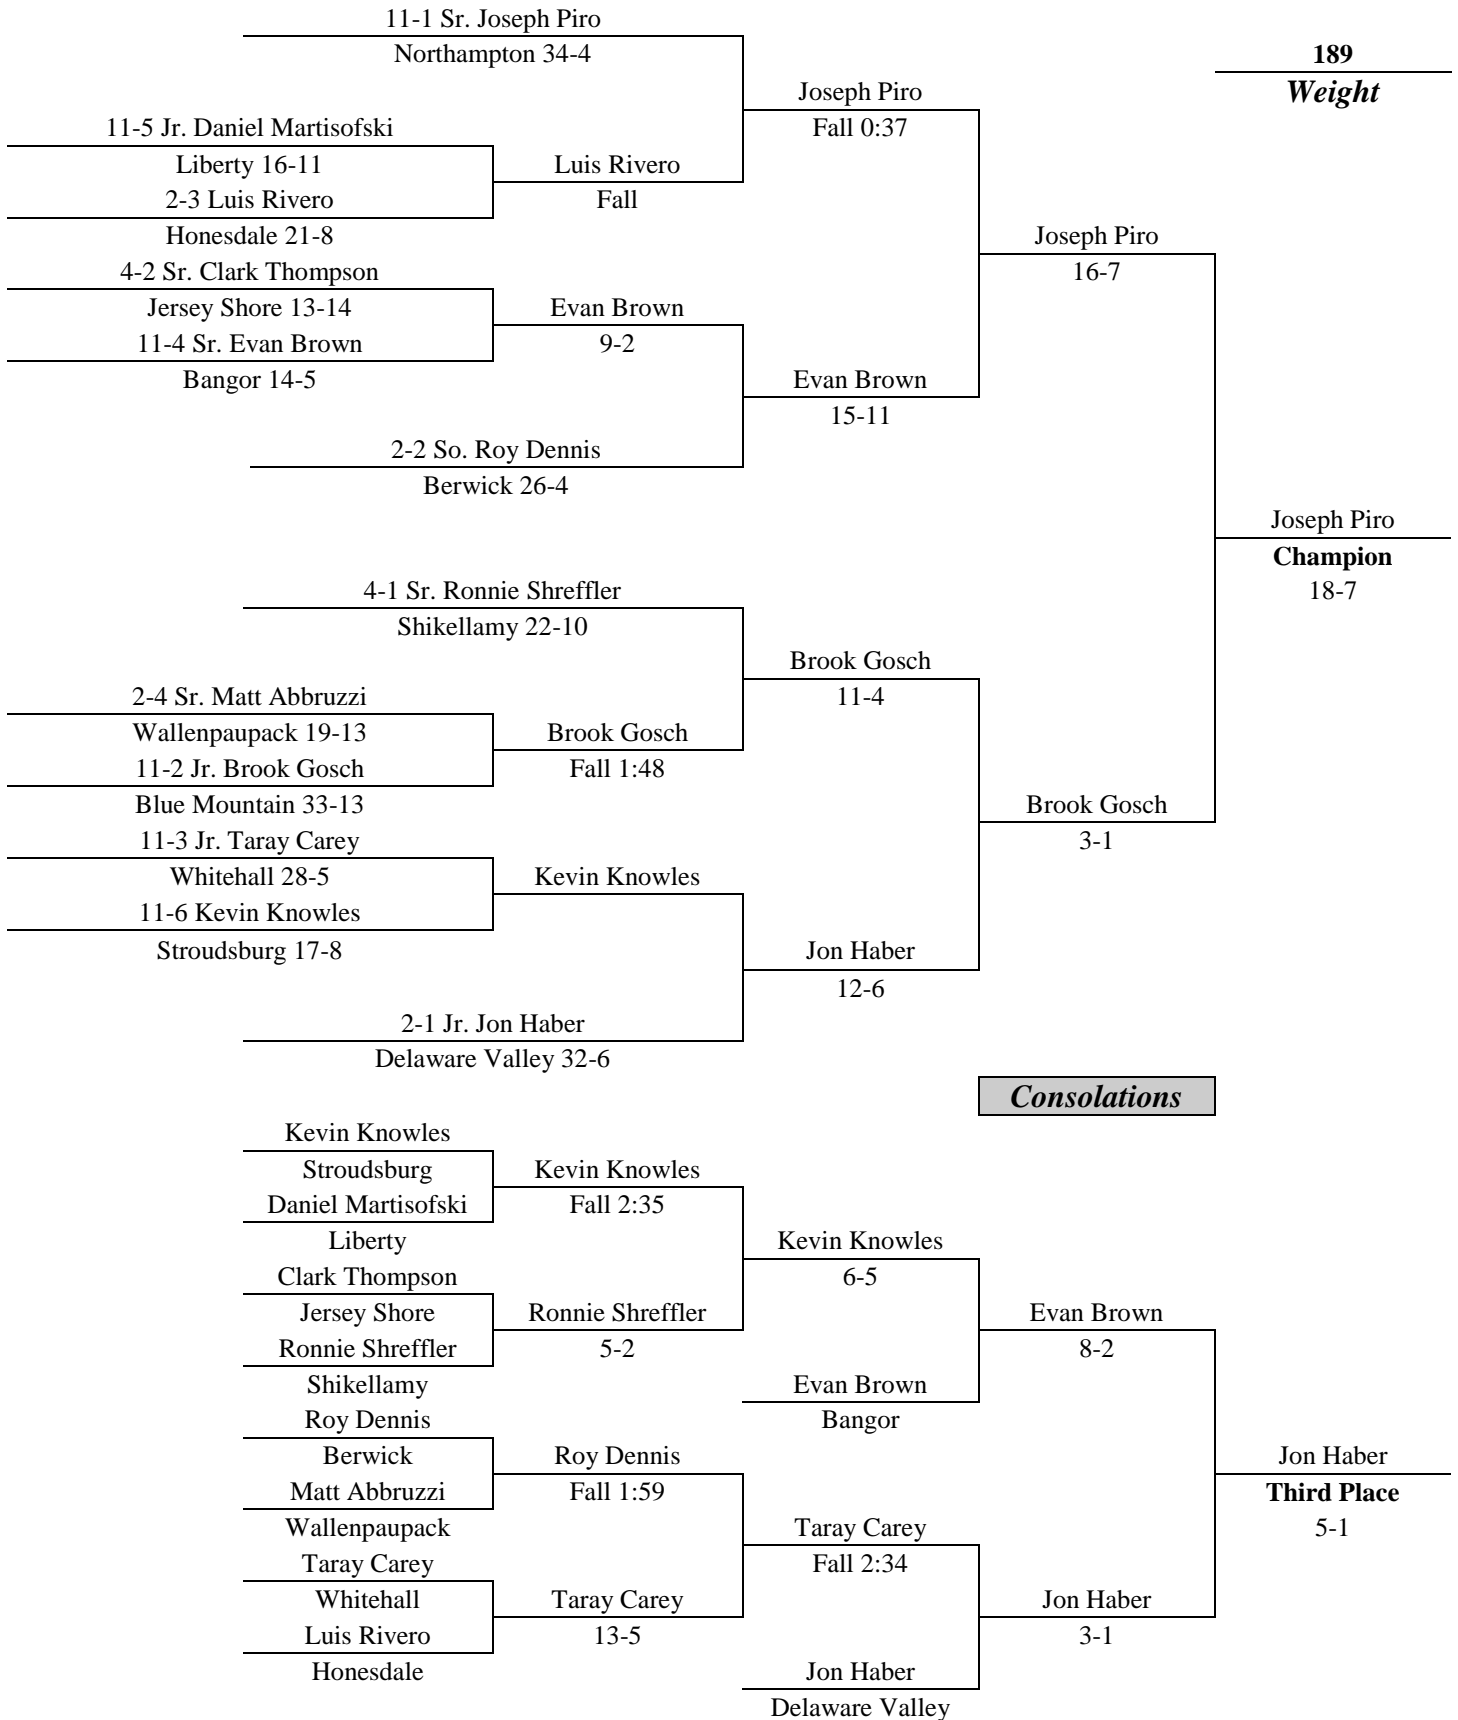 11-1 Sr. Joseph Piro
Northampton 34-4
189
Weight
Joseph Piro
Fall 0:37
11-5 Jr. Daniel Martisofski
Liberty 16-11
2-3 Luis Rivero
Honesdale 21-8
Luis Rivero
Fall
4-2 Sr. Clark Thompson
Jersey Shore 13-14
11-4 Sr. Evan Brown
Bangor 14-5
Evan Brown
9-2
Joseph Piro
16-7
Evan Brown
15-11
2-2 So. Roy Dennis
Berwick 26-4
Joseph Piro
Champion
18-7
4-1 Sr. Ronnie Shreffler
Shikellamy 22-10
Brook Gosch
11-4
2-4 Sr. Matt Abbruzzi
Wallenpaupack 19-13
11-2 Jr. Brook Gosch
Blue Mountain 33-13
Brook Gosch
Fall 1:48
11-3 Jr. Taray Carey
Whitehall 28-5
11-6 Kevin Knowles
Stroudsburg 17-8
Kevin Knowles
Brook Gosch
3-1
Jon Haber
12-6
2-1 Jr. Jon Haber
Delaware Valley 32-6
Consolations
Kevin Knowles
Stroudsburg
Daniel Martisofski
Liberty
Kevin Knowles
Fall 2:35
Clark Thompson
Jersey Shore
Ronnie Shreffler
Shikellamy
Ronnie Shreffler
5-2
Kevin Knowles
6-5
Evan Brown
Bangor
Evan Brown
8-2
Roy Dennis
Berwick
Matt Abbruzzi
Wallenpaupack
Roy Dennis
Fall 1:59
Taray Carey
Whitehall
Luis Rivero
Honesdale
Taray Carey
13-5
Taray Carey
Fall 2:34
Jon Haber
Delaware Valley
Jon Haber
3-1
Jon Haber
Third Place
5-1